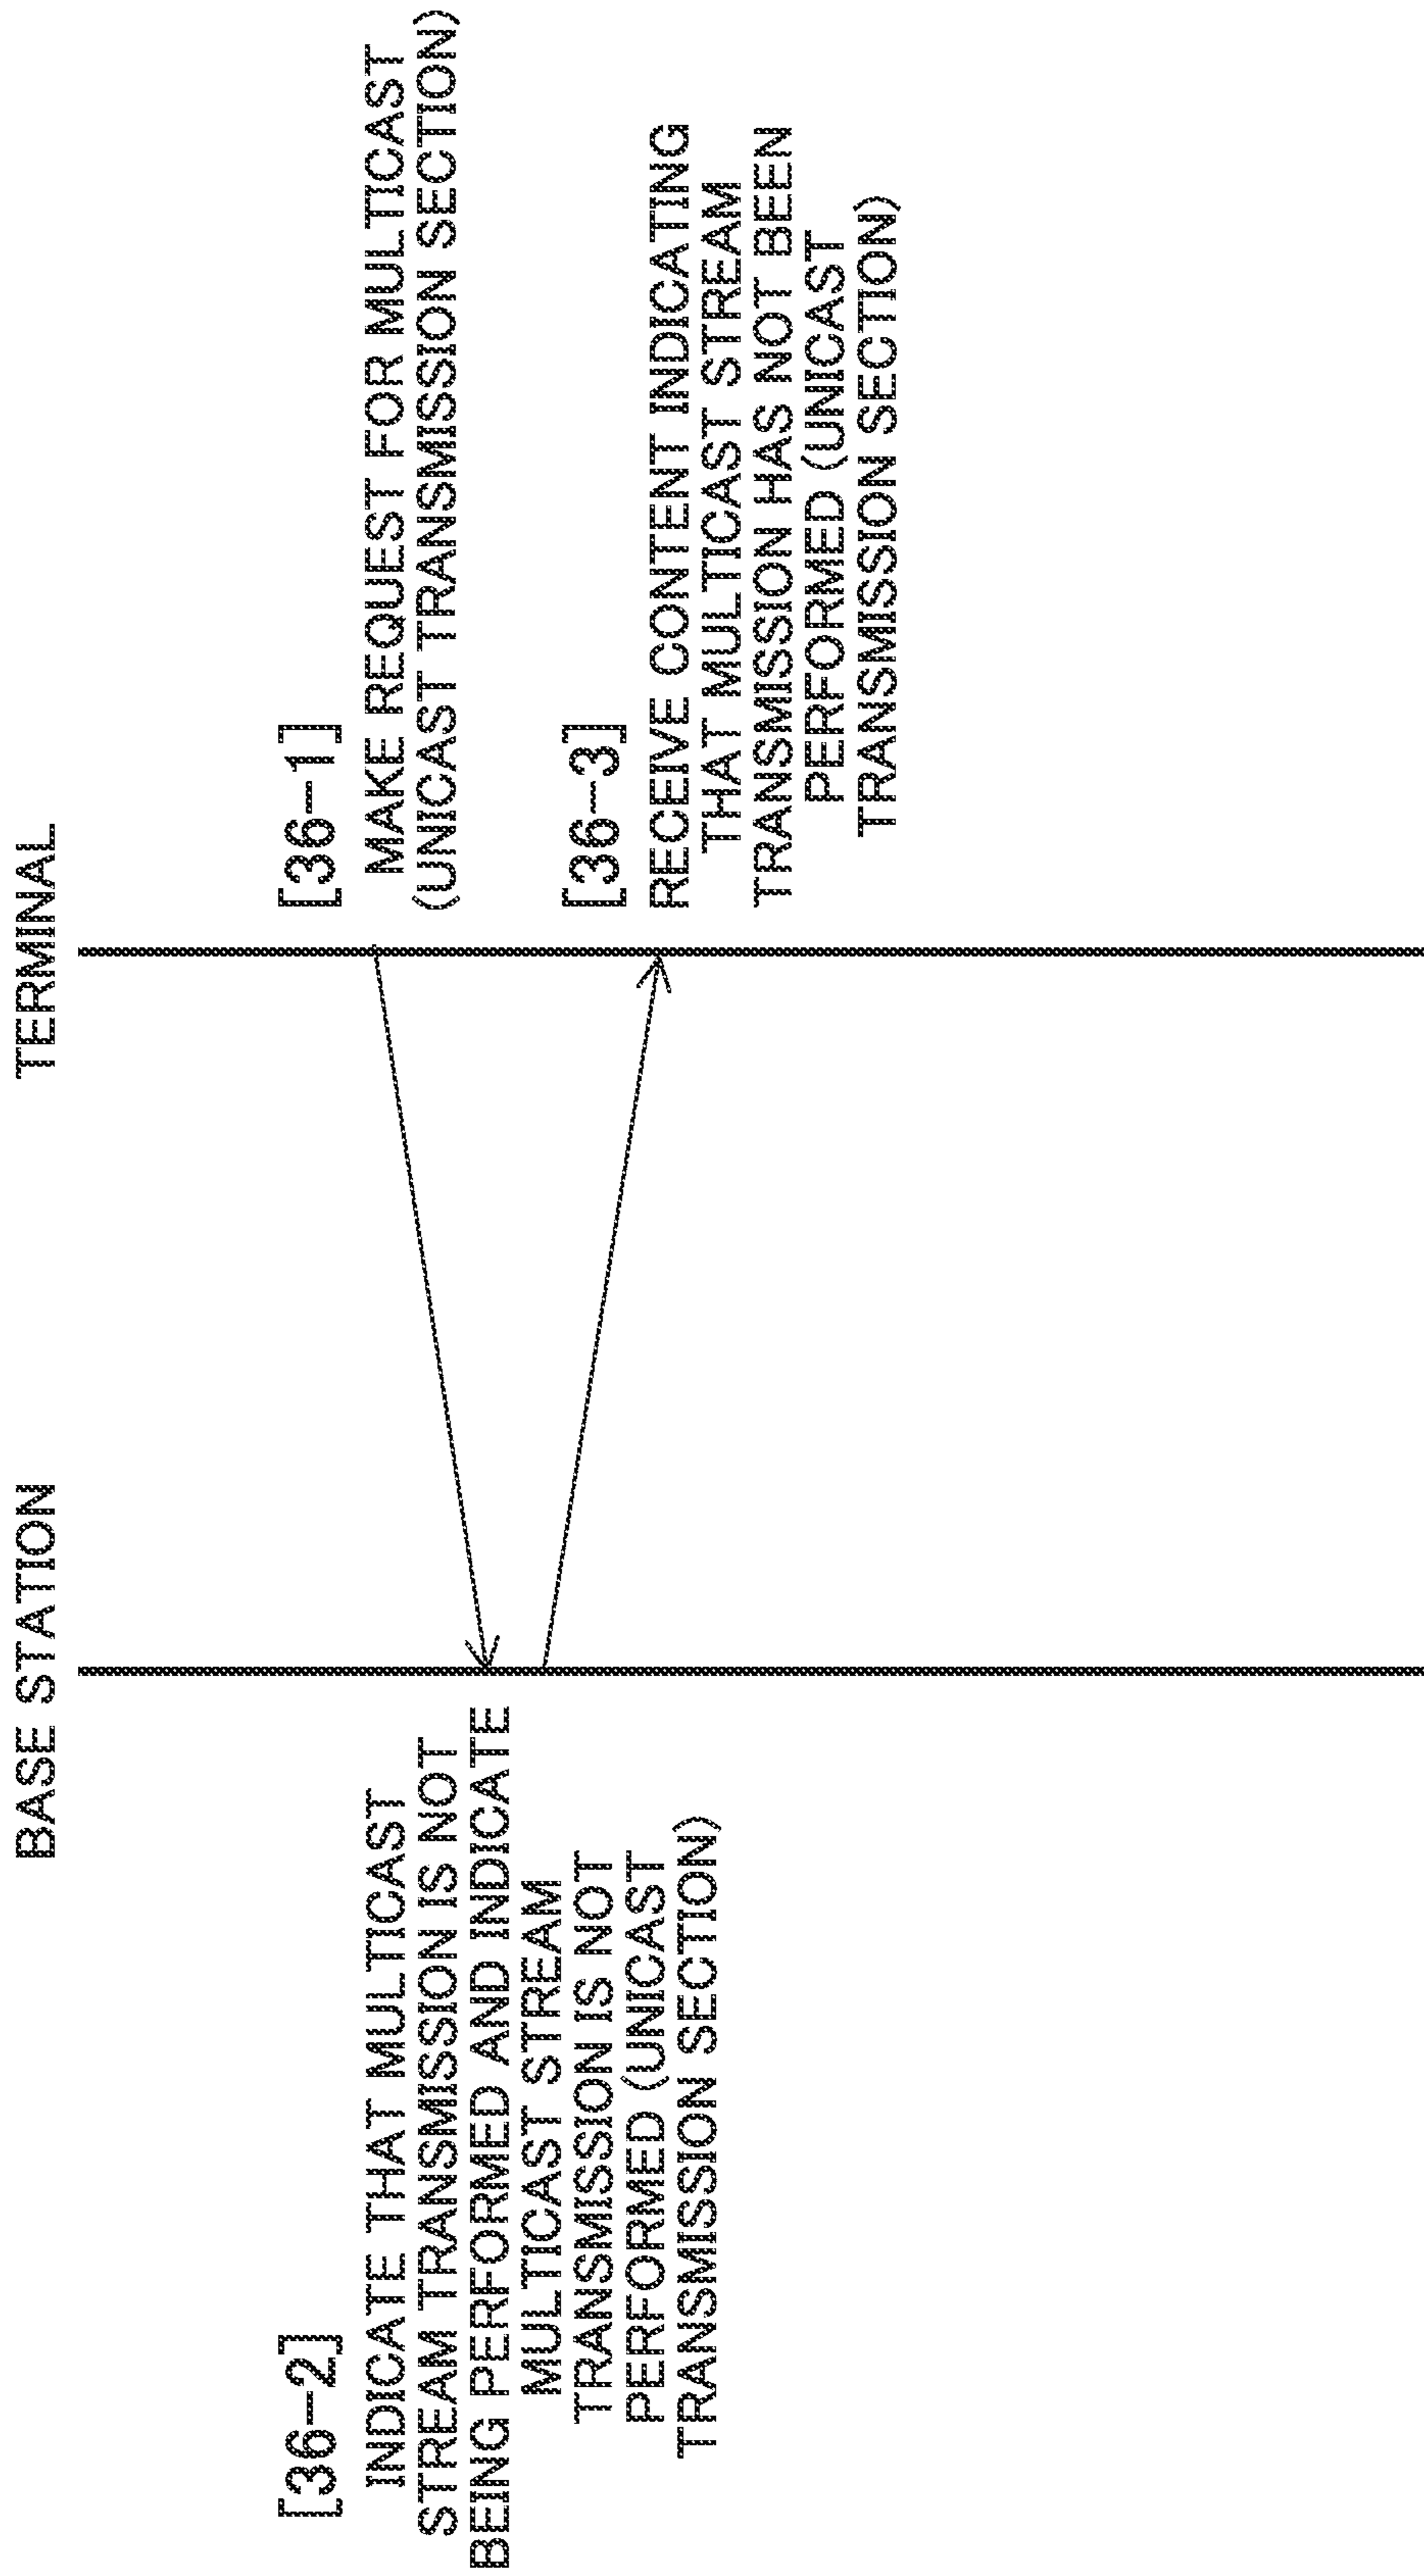 BASE STATION
TERMINAL
[36-1]
MAKE REQUEST FOR MULTICAST
(UNICAST TRANSMISSION SECTION)
[36-2]
INDICATE THAT MULTICAST
STREAM TRANSMISSION IS NOT
BEING PERFORMED AND INDICATE
MULTICAST STREAM
TRANSMISSION IS NOT
PERFORMED (UNICAST
TRANSMISSION SECTION)
[36-3]
RECEIVE CONTENT INDICATING
THAT MULTICAST STREAM
TRANSMISSION HAS NOT BEEN
PERFORMED (UNICAST
TRANSMISSION SECTION)